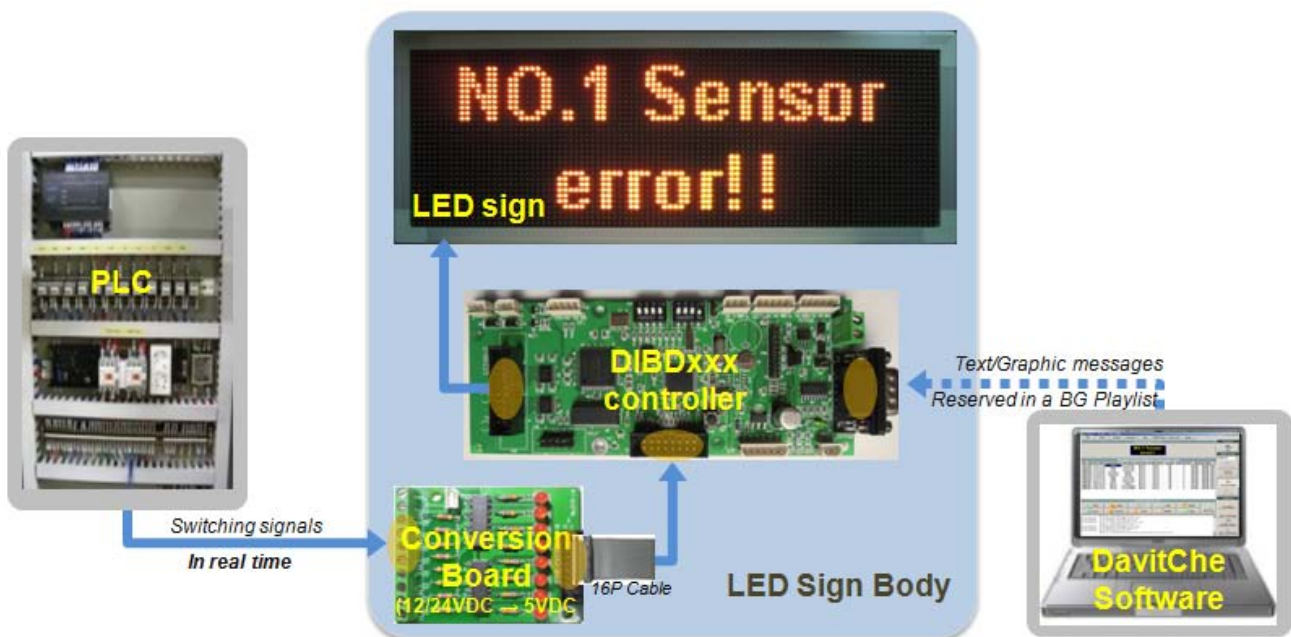 NO.1 Sensor
error!!
LED sign
PLC
DIBDxxx
controller
Text/Graphic messages
Reserved in a BG Playlist
Switching signals
In real time
Conversion
Board
(12/24VDC → 5VDC
16P Cable
LED Sign Body
DavitChe
Software